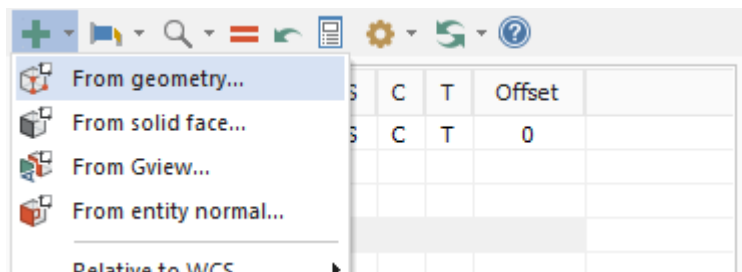 From geometry...
S C T Offset
From solid face...
S C T 0
From Gview...
From entity normal...
Relative to WCS